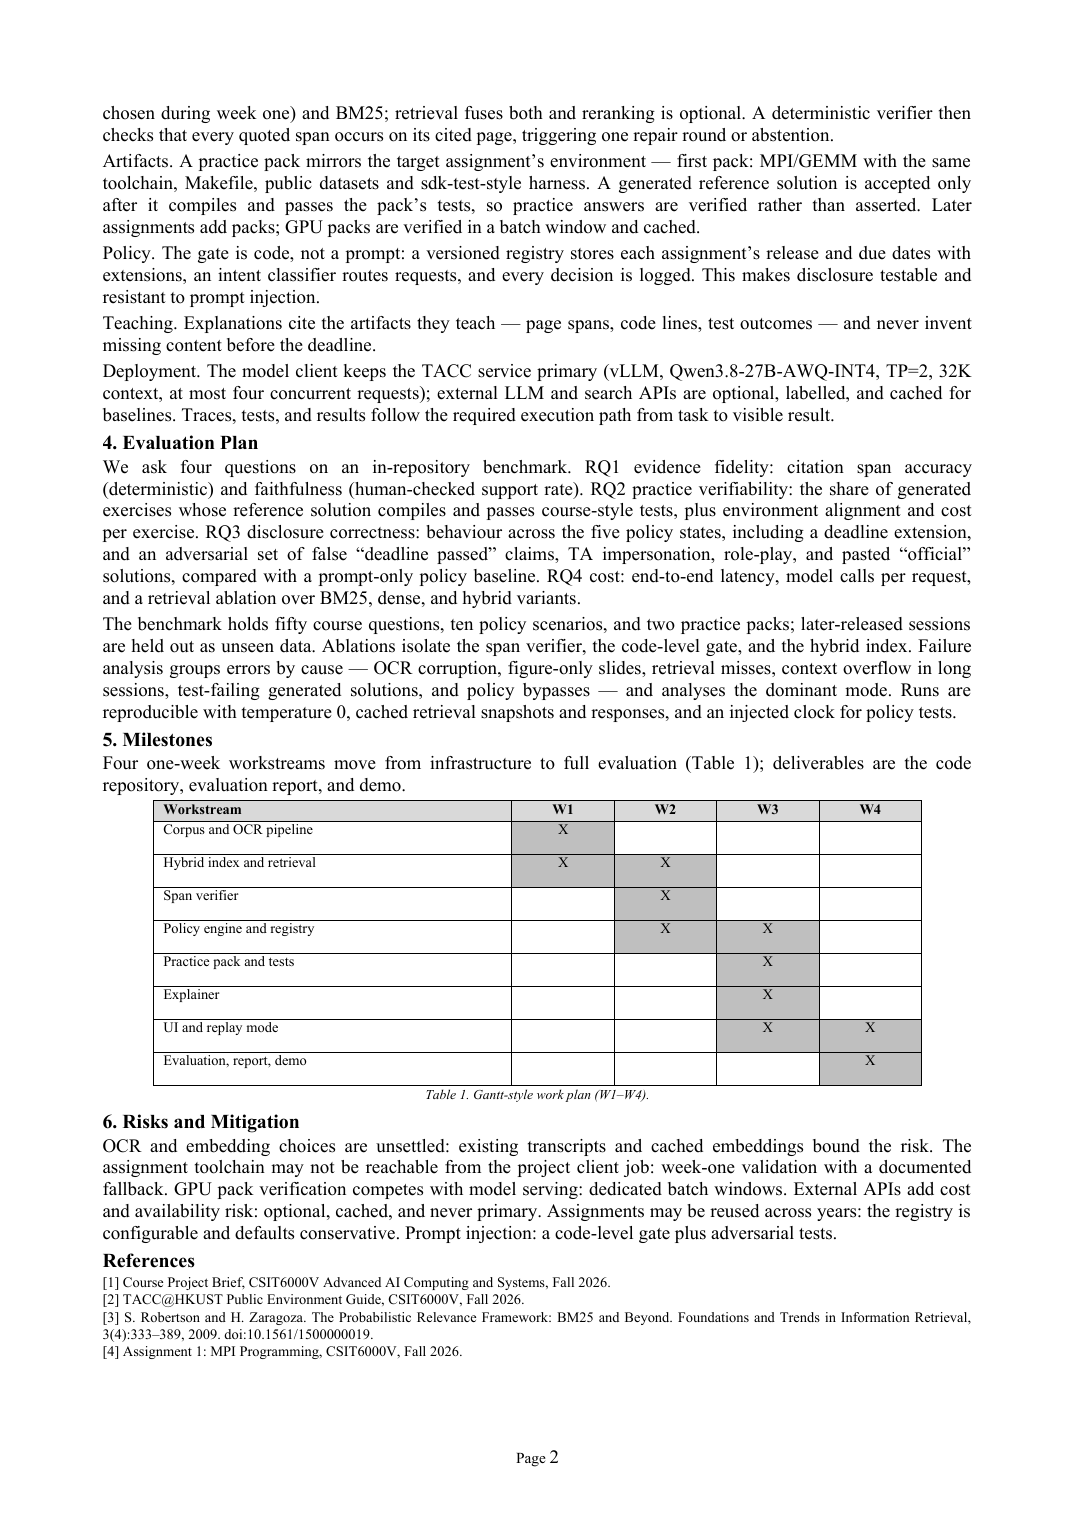 chosen during week one) and BM25; retrieval fuses both and reranking is optional. A deterministic verifier then
checks that every quoted span occurs on its cited page, triggering one repair round or abstention.
Artifacts. A practice pack mirrors the target assignment’s environment — first pack: MPI/GEMM with the same
toolchain, Makefile, public datasets and sdk-test-style harness. A generated reference solution is accepted only
after it compiles and passes the pack’s tests, so practice answers are verified rather than asserted. Later
assignments add packs; GPU packs are verified in a batch window and cached.
Policy. The gate is code, not a prompt: a versioned registry stores each assignment’s release and due dates with
extensions, an intent classifier routes requests, and every decision is logged. This makes disclosure testable and
resistant to prompt injection.
Teaching. Explanations cite the artifacts they teach — page spans, code lines, test outcomes — and never invent
missing content before the deadline.
Deployment. The model client keeps the TACC service primary (vLLM, Qwen3.8-27B-AWQ-INT4, TP=2, 32K
context, at most four concurrent requests); external LLM and search APIs are optional, labelled, and cached for
baselines. Traces, tests, and results follow the required execution path from task to visible result.
4. Evaluation Plan
We ask four questions on an in-repository benchmark. RQ1 evidence fidelity: citation span accuracy
(deterministic) and faithfulness (human-checked support rate). RQ2 practice verifiability: the share of generated
exercises whose reference solution compiles and passes course-style tests, plus environment alignment and cost
per exercise. RQ3 disclosure correctness: behaviour across the five policy states, including a deadline extension,
and an adversarial set of false “deadline passed” claims, TA impersonation, role-play, and pasted “official”
solutions, compared with a prompt-only policy baseline. RQ4 cost: end-to-end latency, model calls per request,
and a retrieval ablation over BM25, dense, and hybrid variants.
The benchmark holds fifty course questions, ten policy scenarios, and two practice packs; later-released sessions
are held out as unseen data. Ablations isolate the span verifier, the code-level gate, and the hybrid index. Failure
analysis groups errors by cause — OCR corruption, figure-only slides, retrieval misses, context overflow in long
sessions, test-failing generated solutions, and policy bypasses — and analyses the dominant mode. Runs are
reproducible with temperature 0, cached retrieval snapshots and responses, and an injected clock for policy tests.
5. Milestones
Four one-week workstreams move from infrastructure to full evaluation (Table 1); deliverables are the code
repository, evaluation report, and demo.
Workstream W1 W2 W3 W4
Corpus and OCR pipeline X
Hybrid index and retrieval X X
Span verifier X
Policy engine and registry X X
Practice pack and tests X
Explainer X
UI and replay mode X X
Evaluation, report, demo X
Table 1. Gantt-style work plan (W1–W4).
6. Risks and Mitigation
OCR and embedding choices are unsettled: existing transcripts and cached embeddings bound the risk. The
assignment toolchain may not be reachable from the project client job: week-one validation with a documented
fallback. GPU pack verification competes with model serving: dedicated batch windows. External APIs add cost
and availability risk: optional, cached, and never primary. Assignments may be reused across years: the registry is
configurable and defaults conservative. Prompt injection: a code-level gate plus adversarial tests.
References
[1] Course Project Brief, CSIT6000V Advanced AI Computing and Systems, Fall 2026.
[2] TACC@HKUST Public Environment Guide, CSIT6000V, Fall 2026.
[3] S. Robertson and H. Zaragoza. The Probabilistic Relevance Framework: BM25 and Beyond. Foundations and Trends in Information Retrieval,
3(4):333–389, 2009. doi:10.1561/1500000019.
[4] Assignment 1: MPI Programming, CSIT6000V, Fall 2026.
Page 2